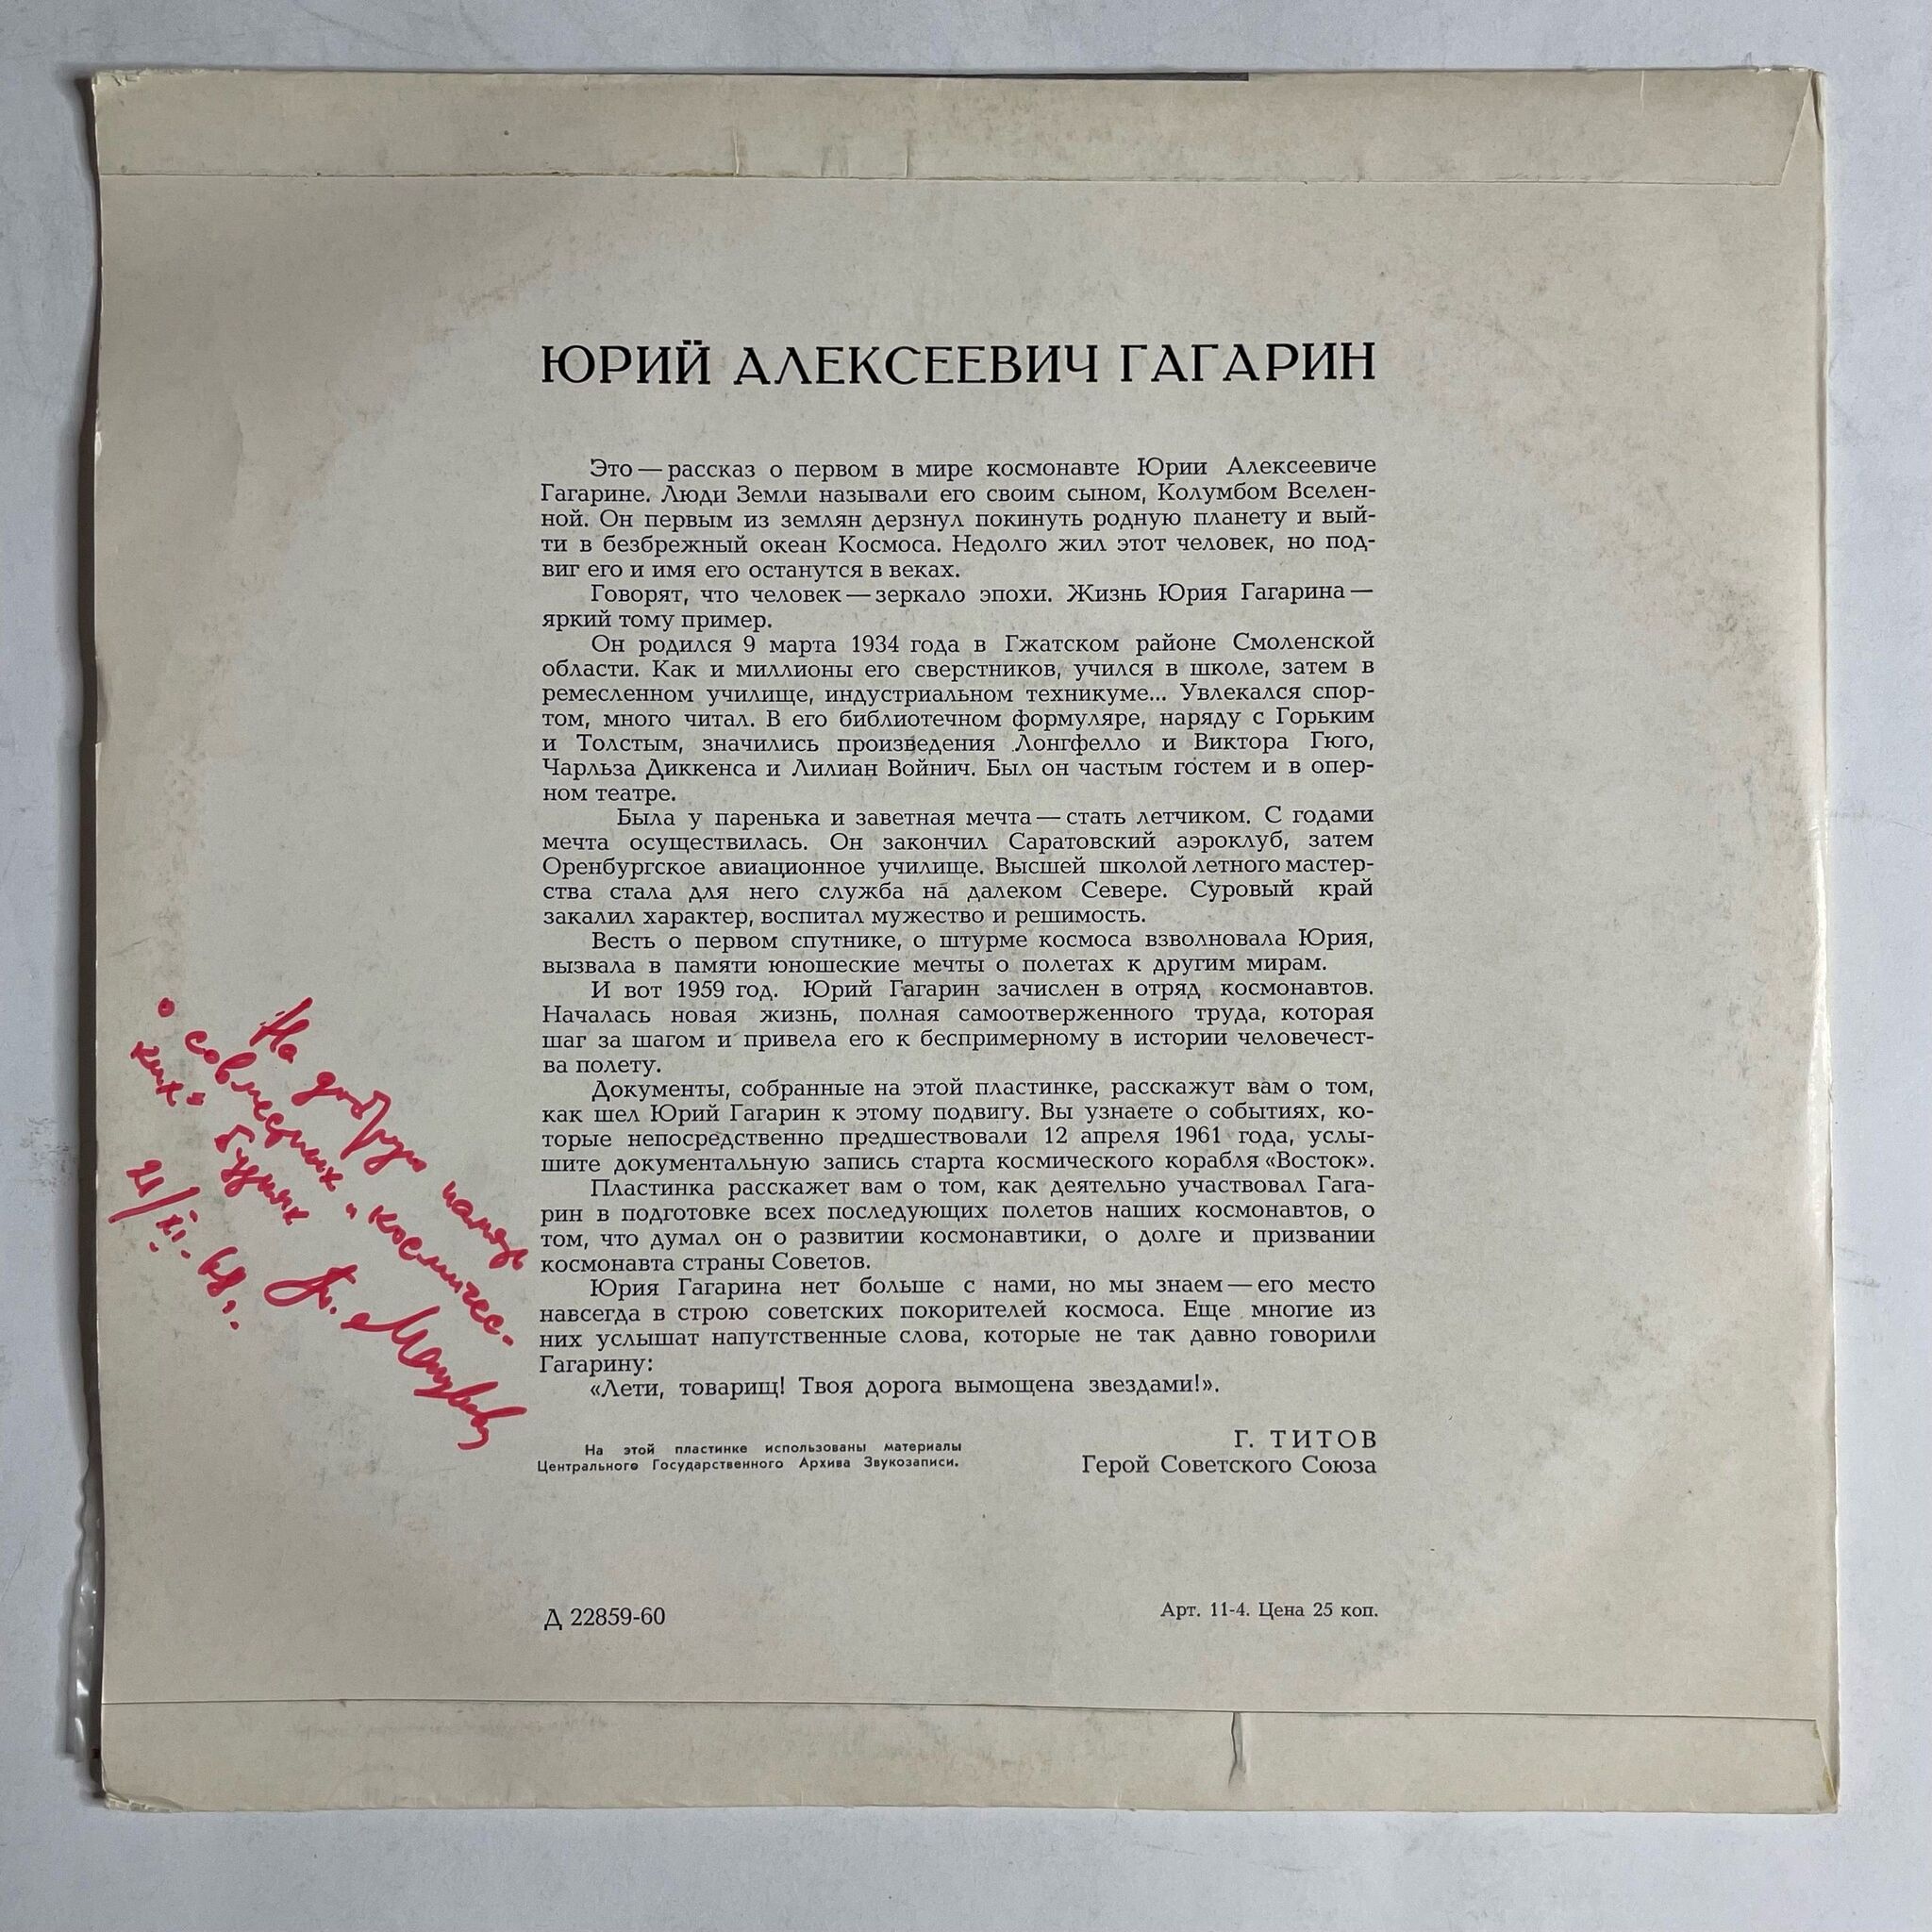 ЮРИЙ АЛЕКСЕЕВИЧ ГАГАРИН
Это — рассказ о первом в мире космонавте Юрии Алексеевиче
Гагарине. Люди Земли называли его своим сыном, Колумбом Вселен-
ной. Он первым из землян дерзнул покинуть родную планету и вый-
ти в безбрежный океан Космоса. Недолго жил этот человек, но под-
виг его и имя его останутся в веках.
Говорят, что человек — зеркало эпохи. Жизнь Юрия Гагарина —
яркий тому пример.
Он родился 9 марта 1934 года в Гжатском районе Смоленской
области. Как и миллионы его сверстников, учился в школе, затем в
ремесленном училище, индустриальном техникуме... Увлекался спор-
том, много читал. В его библиотечном формуляре, наряду с Горьким
и Толстым, значились произведения Лонгфелло и Виктора Гюго,
Чарльза Диккенса и Лилиан Войнич. Был он частым гостем и в опер-
ном театре.
Была у паренька и заветная мечта — стать летчиком. С годами
мечта осуществилась. Он закончил Саратовский аэроклуб, затем
Оренбургское авиационное училище. Высшей школой летного мастер-
ства стала для него служба на далеком Севере. Суровый край
закалил характер, воспитал мужество и решимость.
Весть о первом спутнике, о штурме космоса взволновала Юрия,
вызвала в памяти юношеские мечты о полетах к другим мирам.
И вот 1959 год. Юрий Гагарин зачислен в отряд космонавтов.
Началась новая жизнь, полная самоотверженного труда, которая
шаг за шагом и привела его к беспримерному в истории человечест-
ва полету.
Документы, собранные на этой пластинке, расскажут вам о том,
как шел Юрий Гагарин к этому подвигу. Вы узнаете о событиях, ко-
торые непосредственно предшествовали 12 апреля 1961 года, услы-
шите документальную запись старта космического корабля «Восток».
Пластинка расскажет вам о том, как деятельно участвовал Гага-
рин в подготовке всех последующих полетов наших космонавтов, о
том, что думал он о развитии космонавтики, о долге и призвании
космонавта страны Советов.
Юрия Гагарина нет больше с нами, но мы знаем — его место
навсегда в строю советских покорителей космоса. Еще многие из
них услышат напутственные слова, которые не так давно говорили
Гагарину:
«Лети, товарищ! Твоя дорога вымощена звездами!».
Г. ТИТОВ
Герой Советского Союза
На этой пластинке использованы материалы
Центрального Государственного Архива Звукозаписи.
Д 22859-60
Арт. 11-4. Цена 25 коп.
На добрую память
о совместных "космичес-
ких" буднях
21/XI-68г.